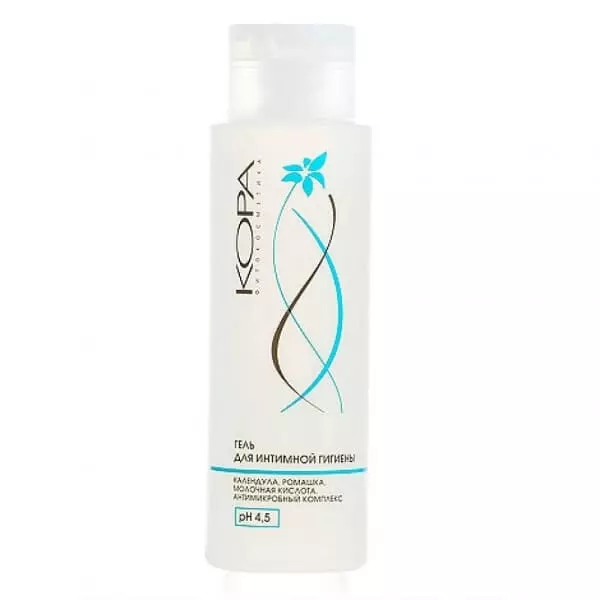 КОРА
ФИТОКОСМЕТИКА
ГЕЛЬ
ДЛЯ ИНТИМНОЙ ГИГИЕНЫ
КАЛЕНДУЛА, РОМАШКА,
МОЛОЧНАЯ КИСЛОТА,
АНТИМИКРОБНЫЙ КОМПЛЕКС
pH 4,5